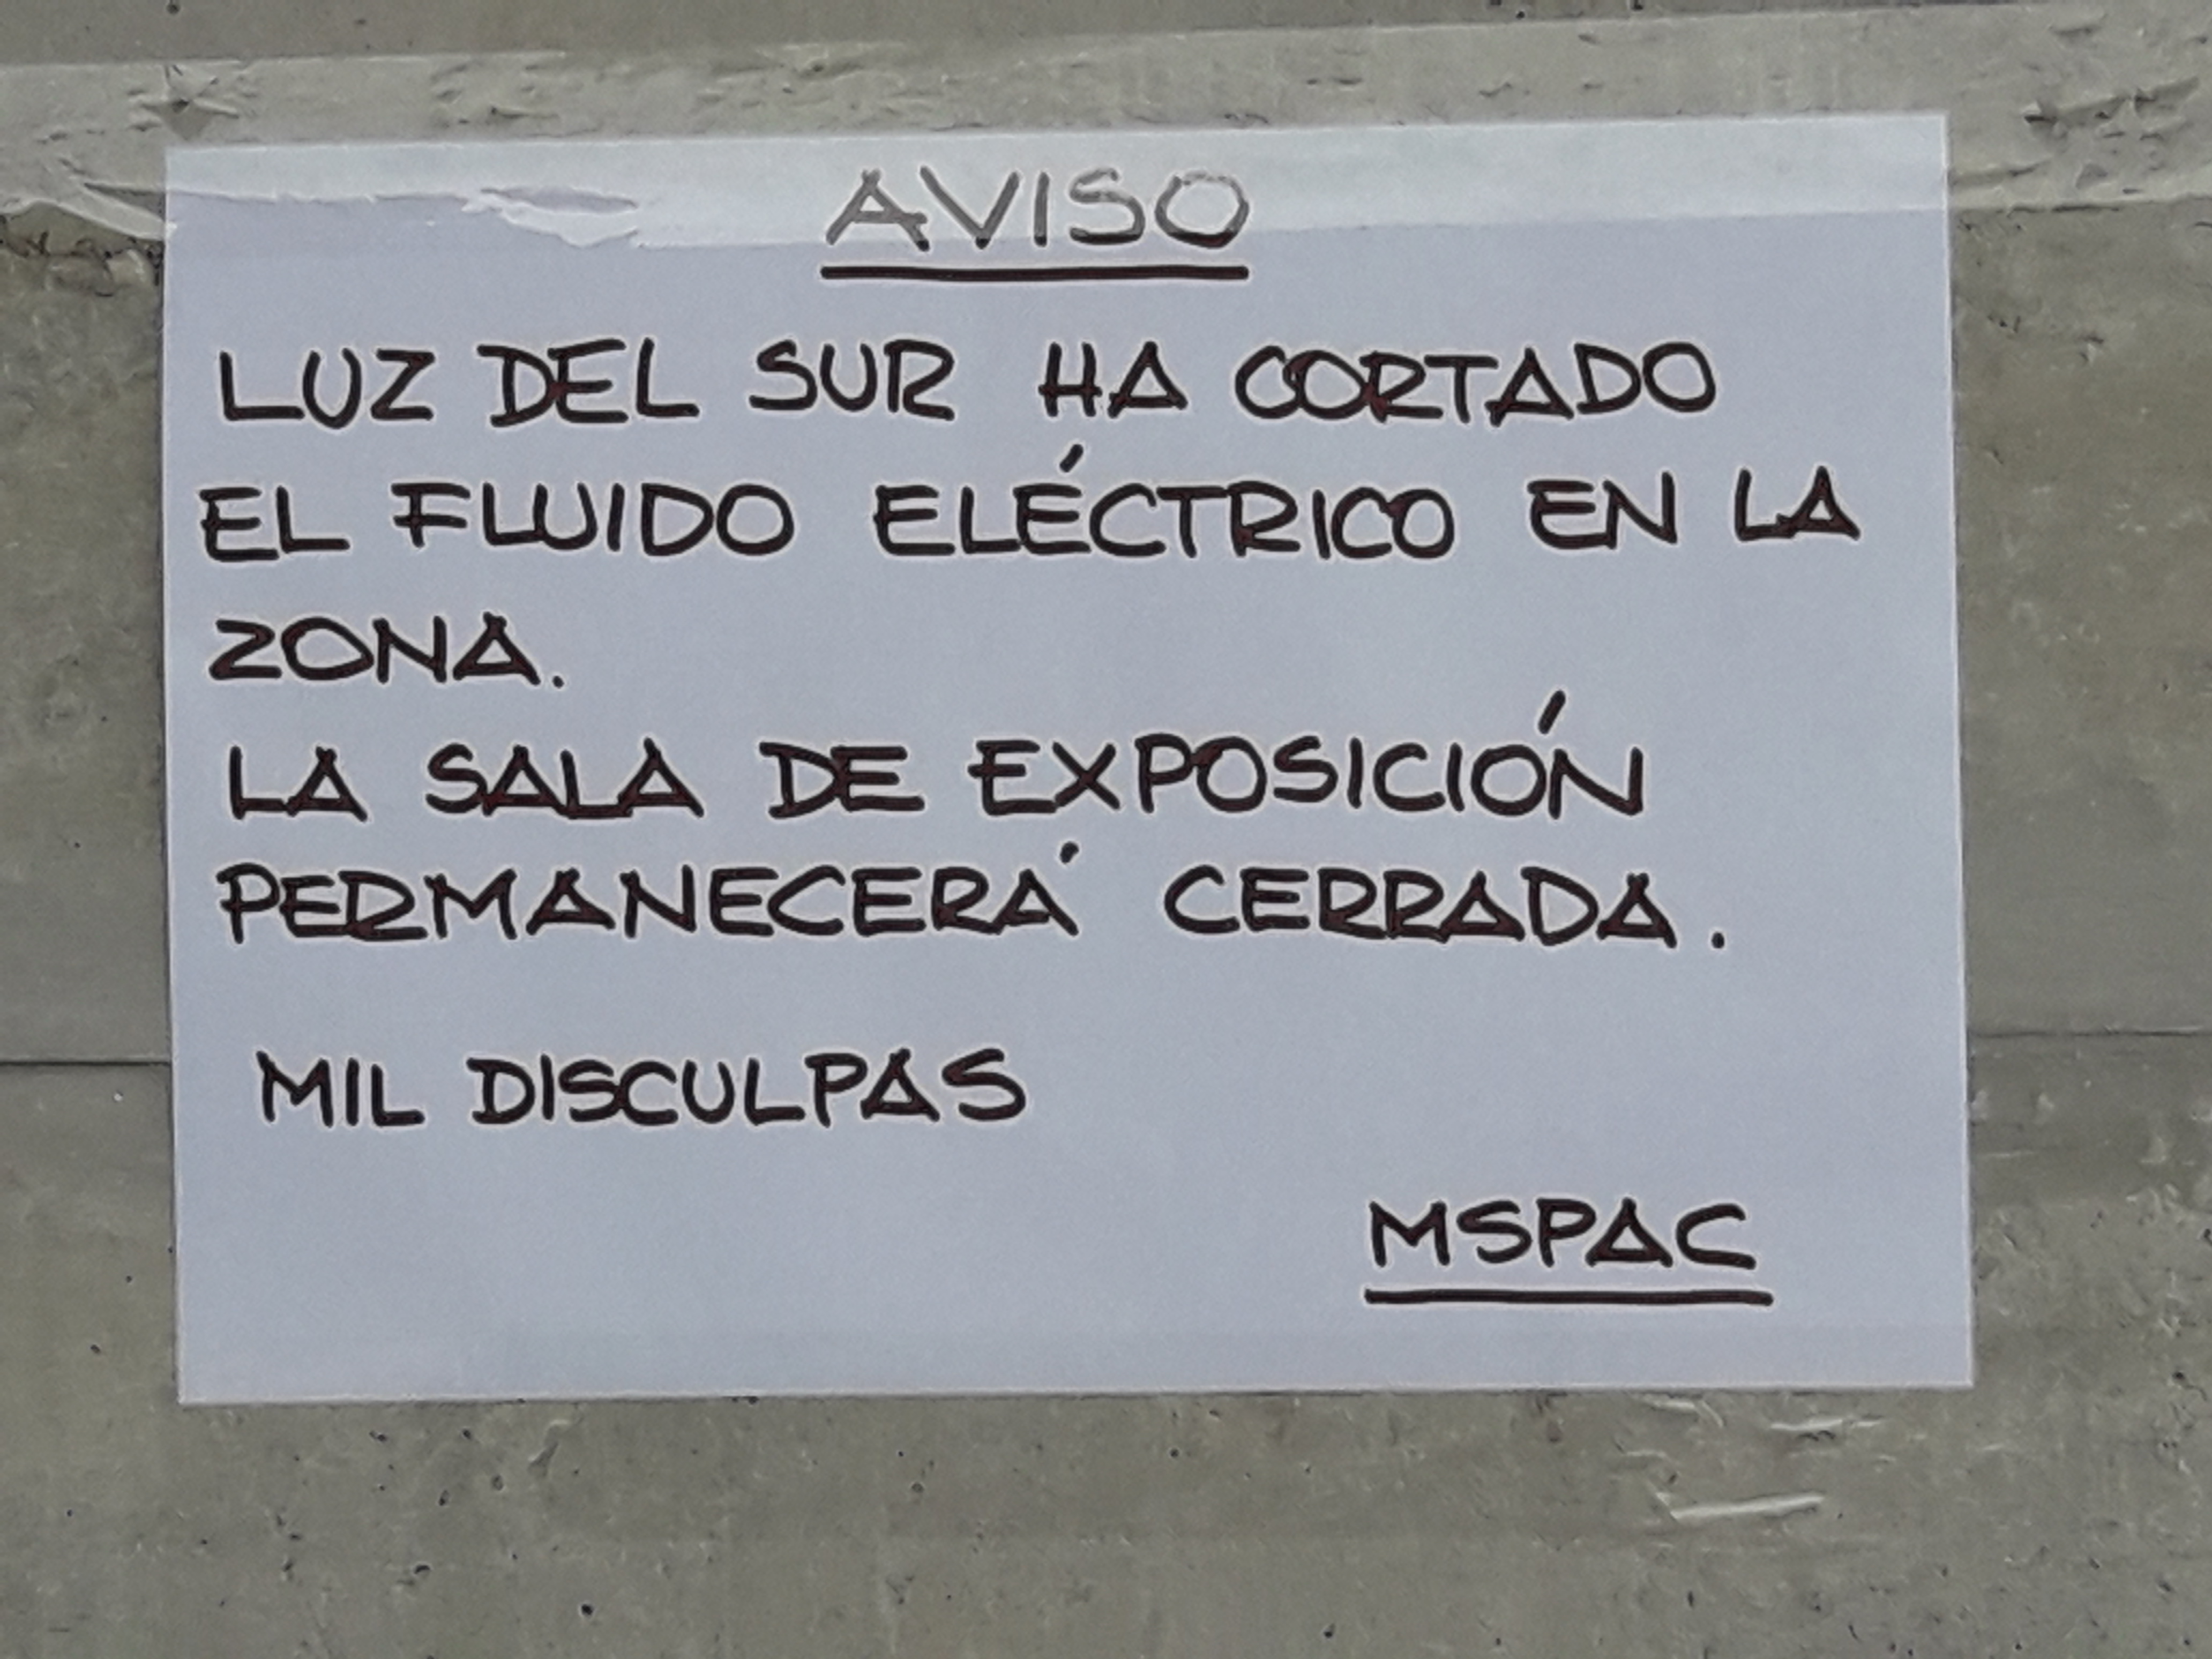 AVISO
LUZ DEL SUR HA CORTADO
EL FLUIDO ELÉCTRICO EN LA
ZONA.
LA SALA DE EXPOSICIÓN
PERMANECERÁ CERRADA.
MIL DISCULPAS
MSPAC